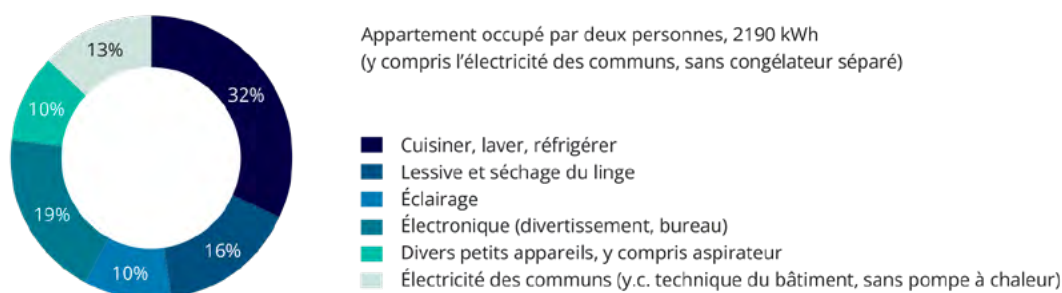 Appartement occupé par deux personnes, 2190 kWh
(y compris l'électricité des communs, sans congélateur séparé)
13%
32%
10%
19%
16%
10%
Cuisiner, laver, réfrigérer
Lessive et séchage du linge
Éclairage
Électronique (divertissement, bureau)
Divers petits appareils, y compris aspirateur
Électricité des communs (y.c. technique du bâtiment, sans pompe à chaleur)